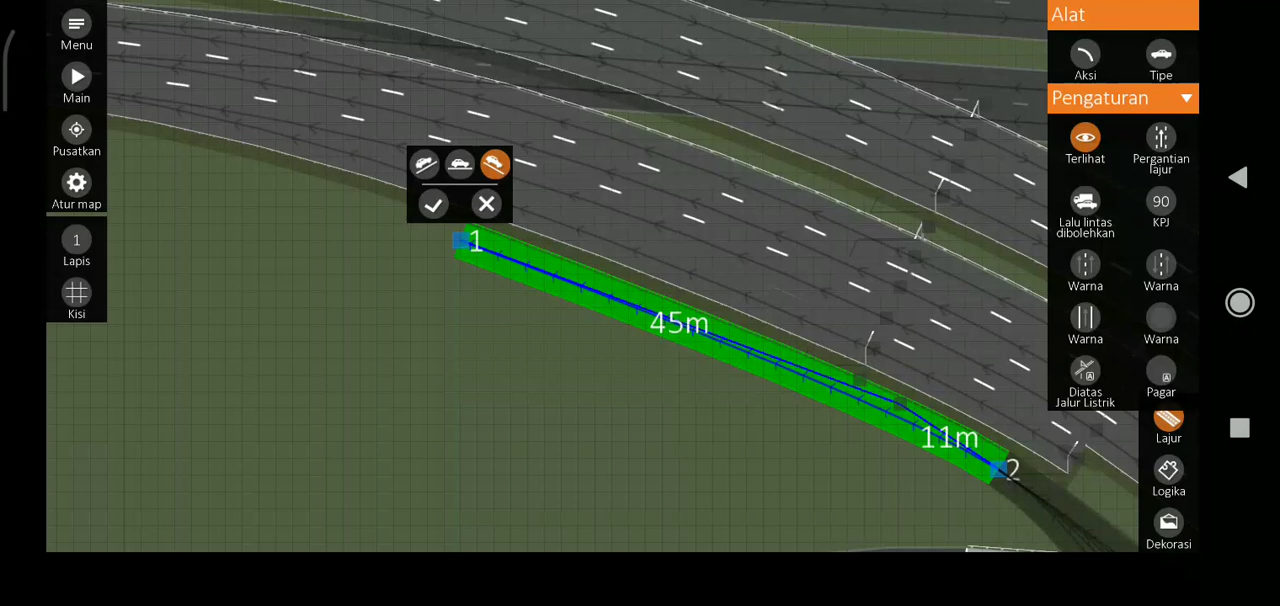 Menu
Main
Pusatkan
Atur map
1
Lapis
Kisi
1
45m
11m
2
Alat
Aksi
Tipe
Pengaturan
Terlihat
Pergantian
lajur
Lalu lintas
dibolehkan
90
KPJ
Warna
Warna
Warna
Warna
A
Diatas
Jalur Listrik
A
Pagar
Lajur
Logika
Dekorasi